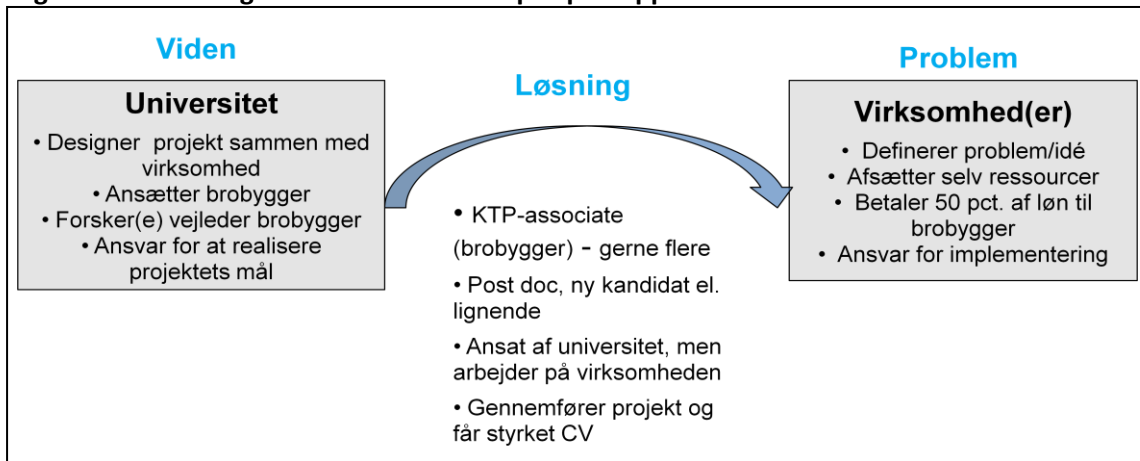 Viden
Universitet
• Designer projekt sammen med
virksomhed
• Ansætter brobygger
• Forsker(e) vejleder brobygger
• Ansvar for at realisere
projektets mål
Løsning
• KTP-associate
(brobygger) - gerne flere
• Post doc, ny kandidat el.
lignende
• Ansat af universitet, men
arbejder på virksomheden
• Gennemfører projekt og
får styrket CV
Problem
Virksomhed(er)
• Definerer problem/idé
• Afsætter selv ressourcer
• Betaler 50 pct. af løn til
brobygger
• Ansvar for implementering